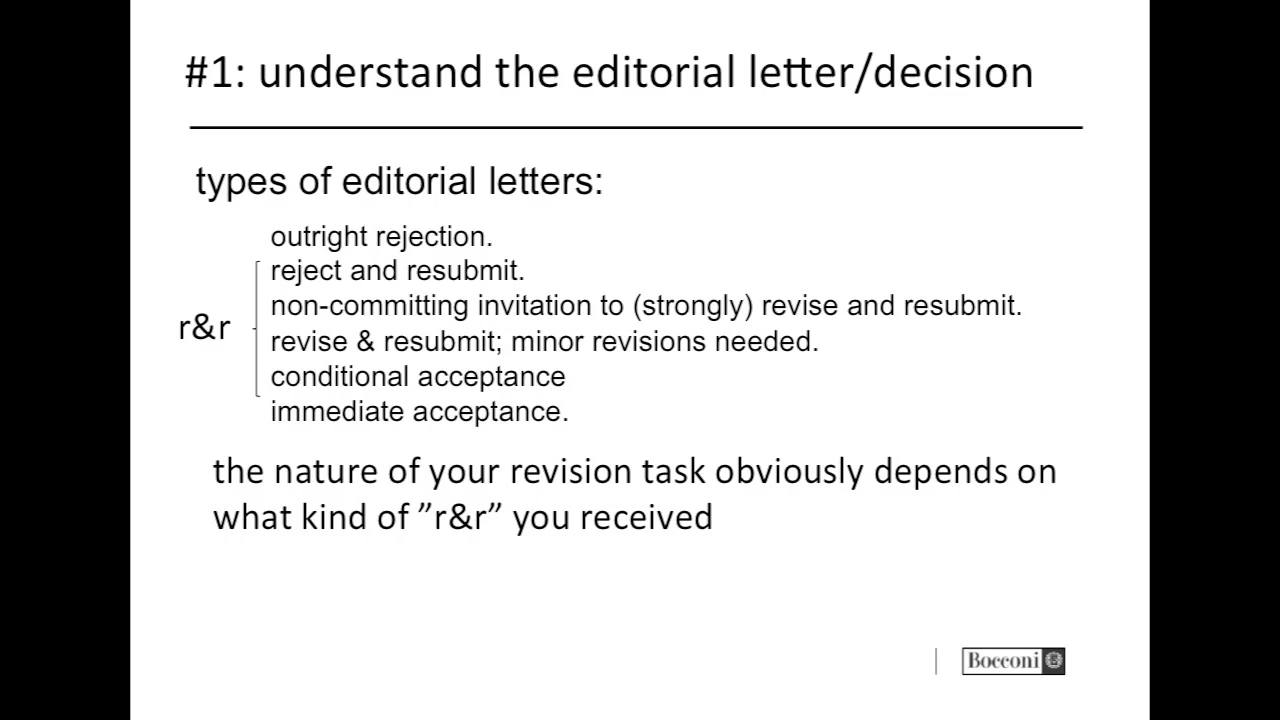 #1: understand the editorial letter/decision
types of editorial letters:
outright rejection.
reject and resubmit.
non-committing invitation to (strongly) revise and resubmit.
r&r
revise & resubmit; minor revisions needed.
conditional acceptance
immediate acceptance.
the nature of your revision task obviously depends on
what kind of ”r&r” you received
Bocconi